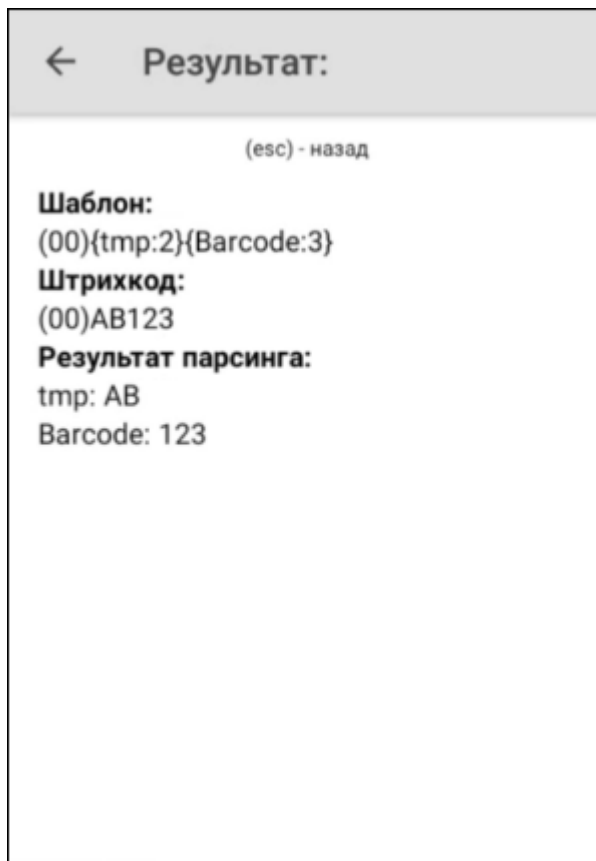 Результат:
(esc) - назад
Шаблон:
(00){tmp:2}{Barcode:3}
Штрихкод:
(00)AB123
Результат парсинга:
tmp: AB
Barcode: 123